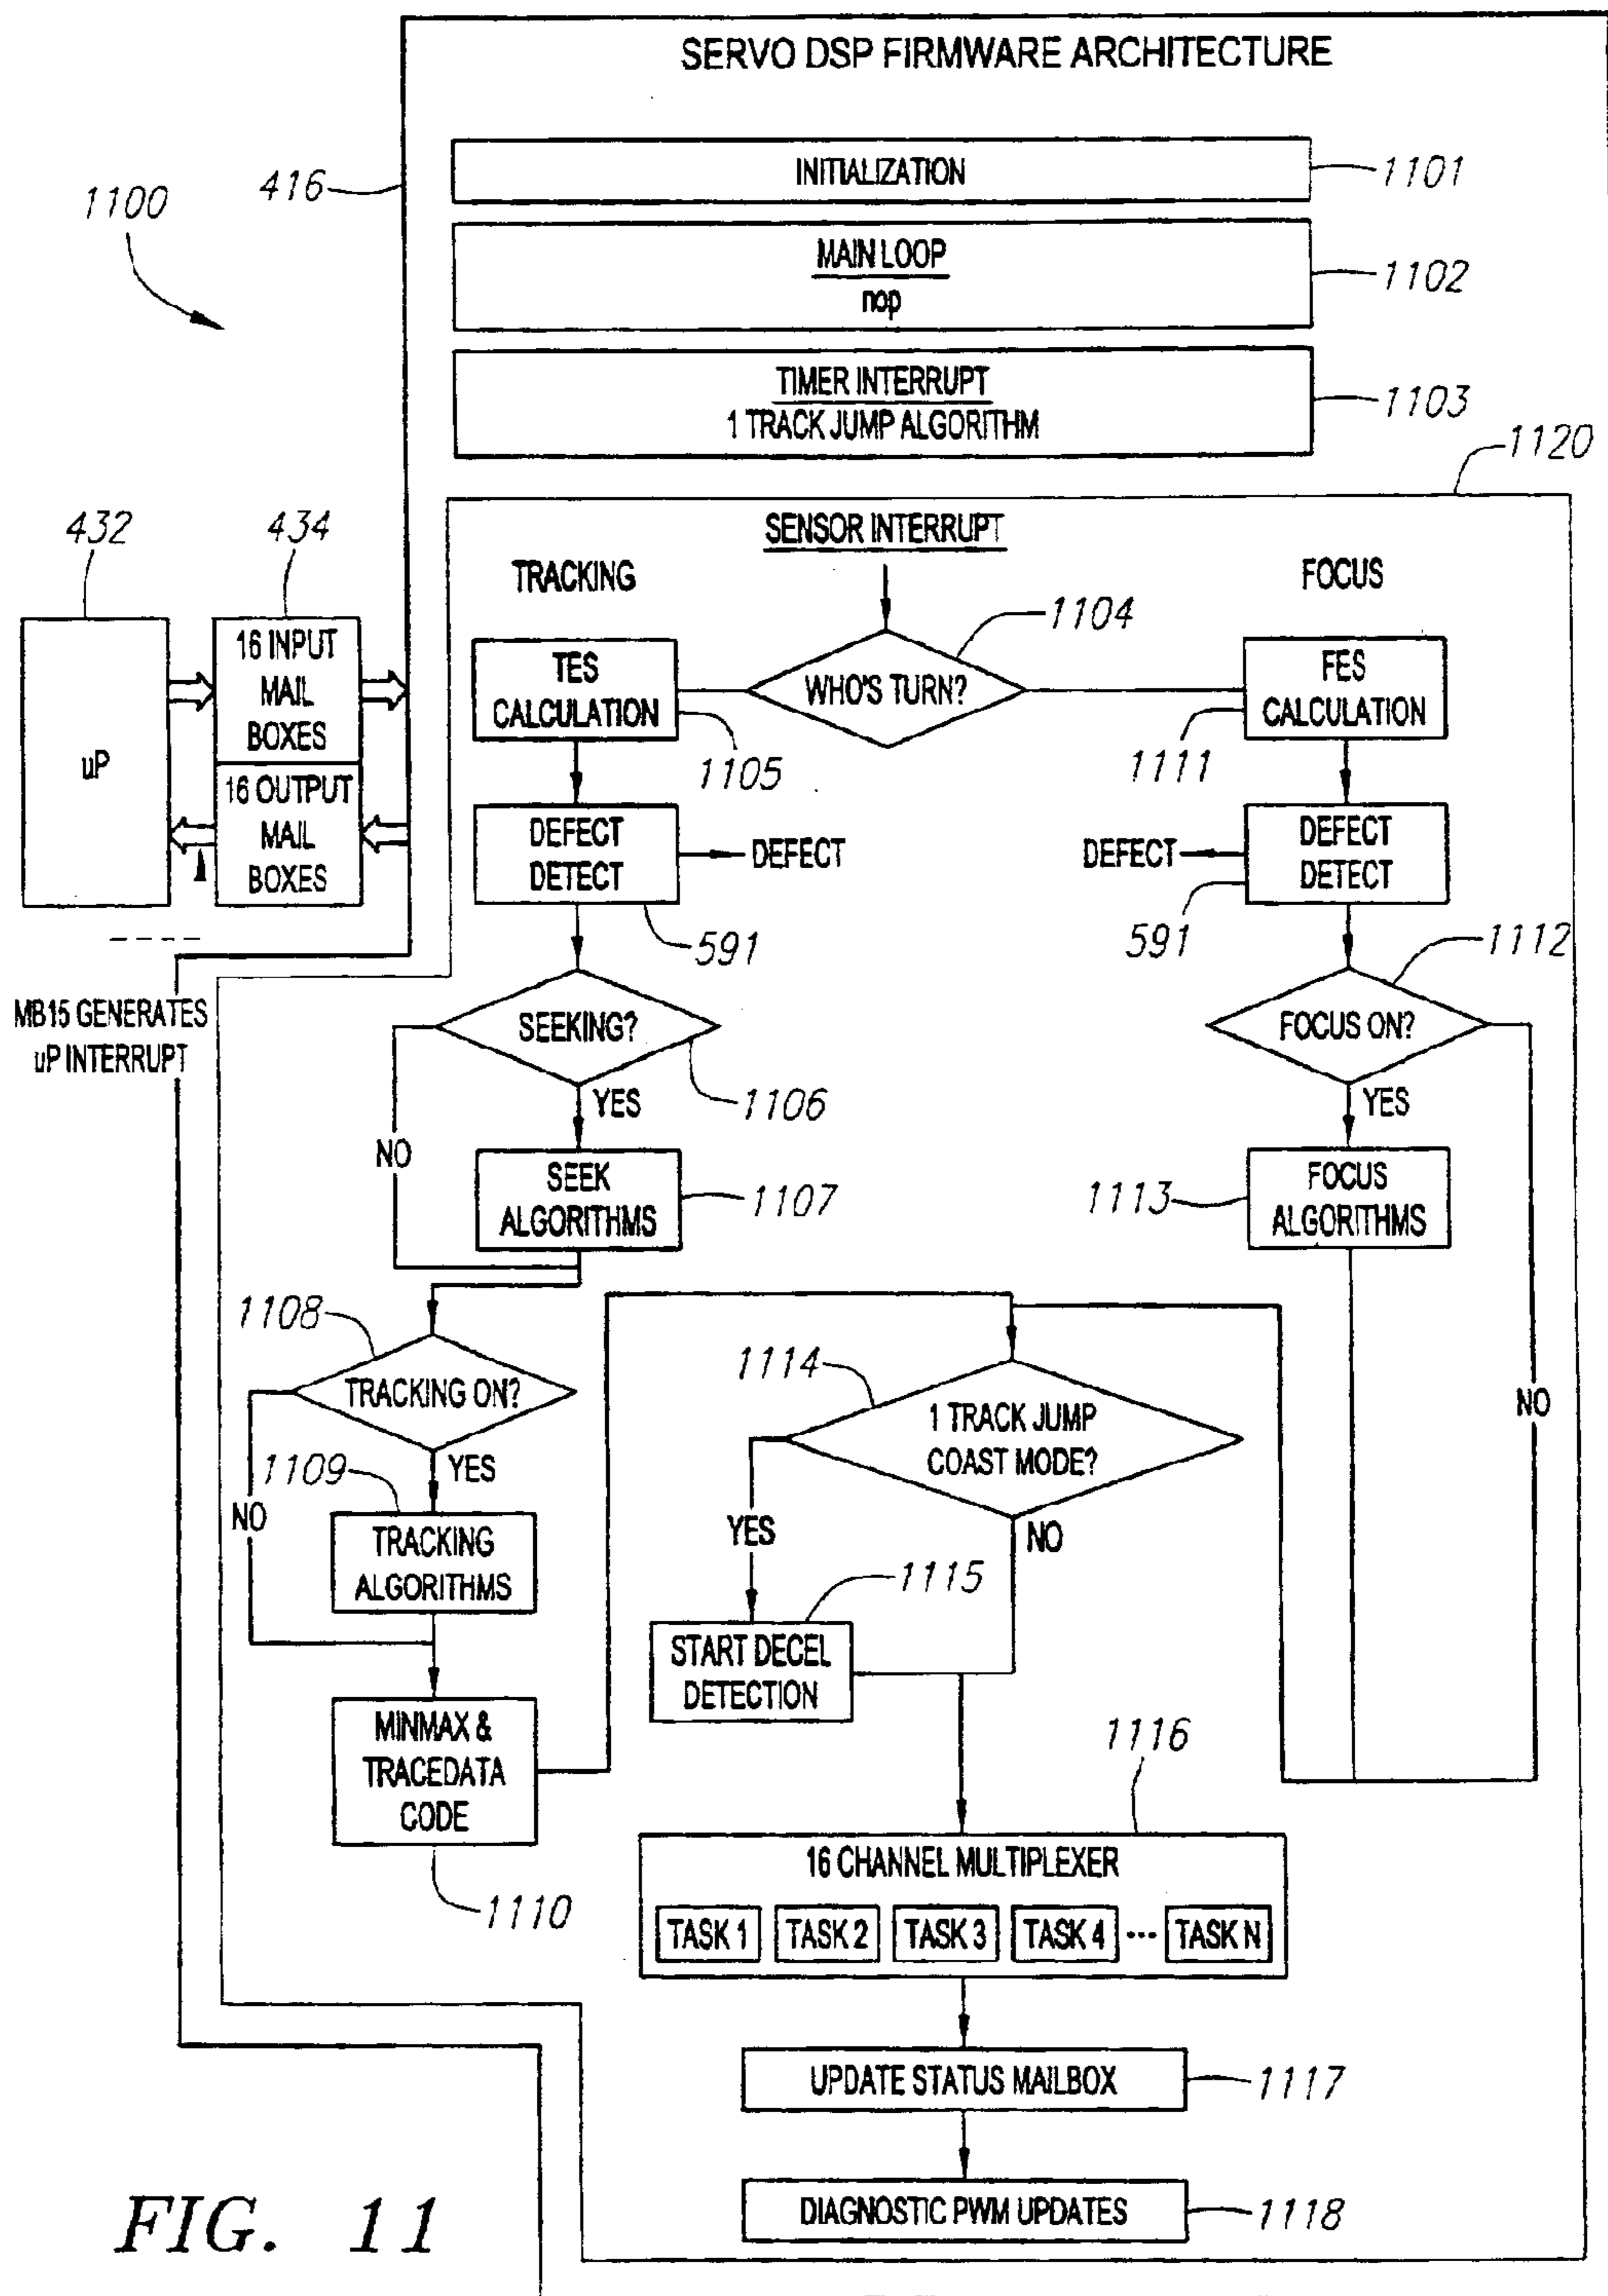 SERVO DSP FIRMWARE ARCHITECTURE
1100
416
INITIALIZATION
1101
MAIN LOOP
nop
1102
TIMER INTERRUPT
1 TRACK JUMP ALGORITHM
1103
1120
432
434
uP
16 INPUT
MAIL
BOXES
16 OUTPUT
MAIL
BOXES
MB15 GENERATES
uP INTERRUPT
SENSOR INTERRUPT
TRACKING
FOCUS
1104
WHO'S TURN?
TES
CALCULATION
1105
FES
CALCULATION
1111
DEFECT
DETECT
DEFECT
591
DEFECT
DEFECT
DETECT
591
SEEKING?
1106
YES
NO
SEEK
ALGORITHMS
1107
1112
FOCUS ON?
YES
NO
FOCUS
ALGORITHMS
1113
1108
TRACKING ON?
YES
NO
1109
TRACKING
ALGORITHMS
MINMAX &
TRACEDATA
CODE
1110
1114
1 TRACK JUMP
COAST MODE?
YES
NO
1115
START DECEL
DETECTION
1116
16 CHANNEL MULTIPLEXER
TASK 1 TASK 2 TASK 3 TASK 4 ... TASK N
UPDATE STATUS MAILBOX
1117
DIAGNOSTIC PWM UPDATES
1118
FIG. 11